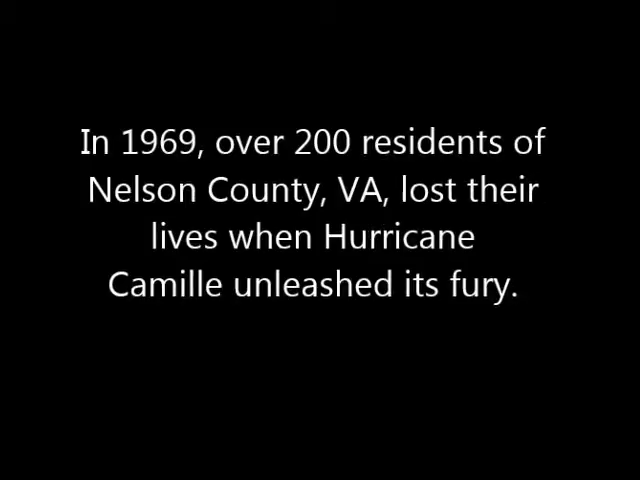 In 1969, over 200 residents of
Nelson County, VA, lost their
lives when Hurricane
Camille unleashed its fury.